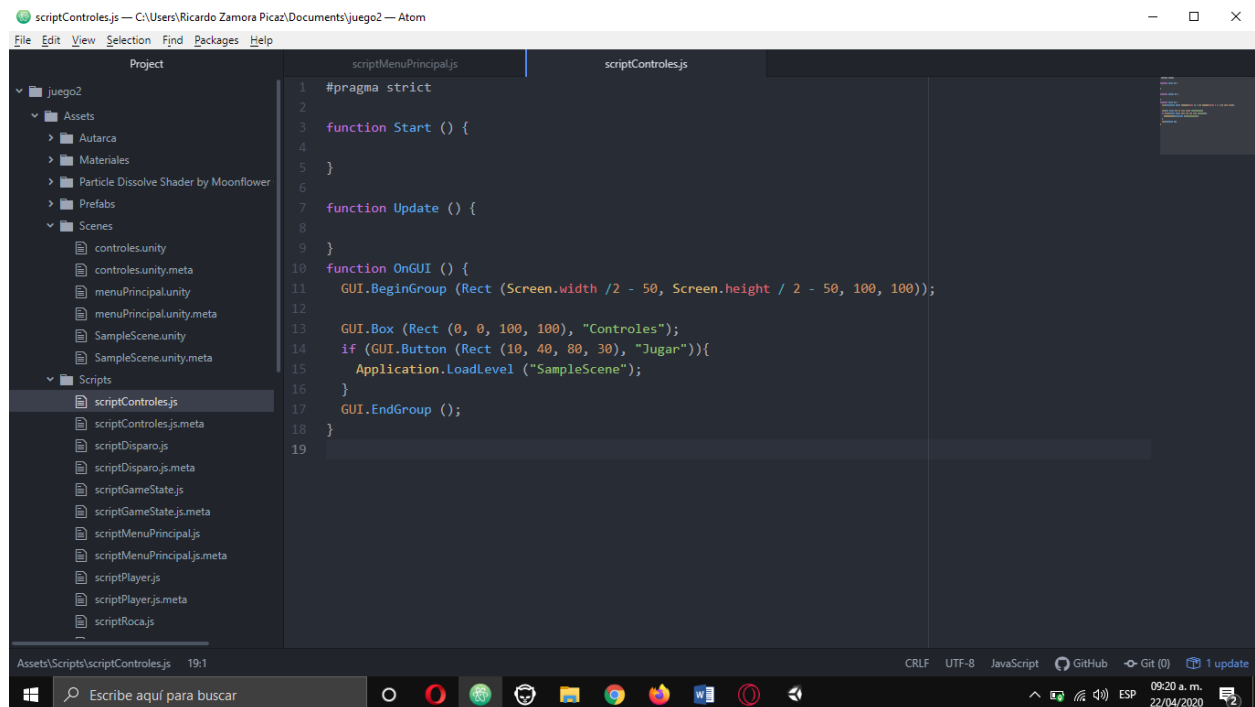 scriptControles.js — C:\Users\Ricardo Zamora Picaz\Documents\juego2 — Atom
File Edit View Selection Find Packages Help
Project
juego2
Assets
Autarca
Materiales
Particle Dissolve Shader by Moonflower
Prefabs
Scenes
controles.unity
controles.unity.meta
menuPrincipal.unity
menuPrincipal.unity.meta
SampleScene.unity
SampleScene.unity.meta
Scripts
scriptControles.js
scriptControles.js.meta
scriptDisparo.js
scriptDisparo.js.meta
scriptGameState.js
scriptGameState.js.meta
scriptMenuPrincipal.js
scriptMenuPrincipal.js.meta
scriptPlayer.js
scriptPlayer.js.meta
scriptRoca.js
scriptMenuPrincipal.js scriptControles.js
1 #pragma strict
2
3 function Start () {
4
5 }
6
7 function Update () {
8
9 }
10 function OnGUI () {
11 GUI.BeginGroup (Rect (Screen.width /2 - 50, Screen.height / 2 - 50, 100, 100));
12
13 GUI.Box (Rect (0, 0, 100, 100), "Controles");
14 if (GUI.Button (Rect (10, 40, 80, 30), "Jugar")){
15 Application.LoadLevel ("SampleScene");
16 }
17 GUI.EndGroup ();
18 }
19
Assets\Scripts\scriptControles.js 19:1 CRLF UTF-8 JavaScript GitHub Git (0) 1 update
Escribe aquí para buscar ESP 09:20 a. m.
22/04/2020 2